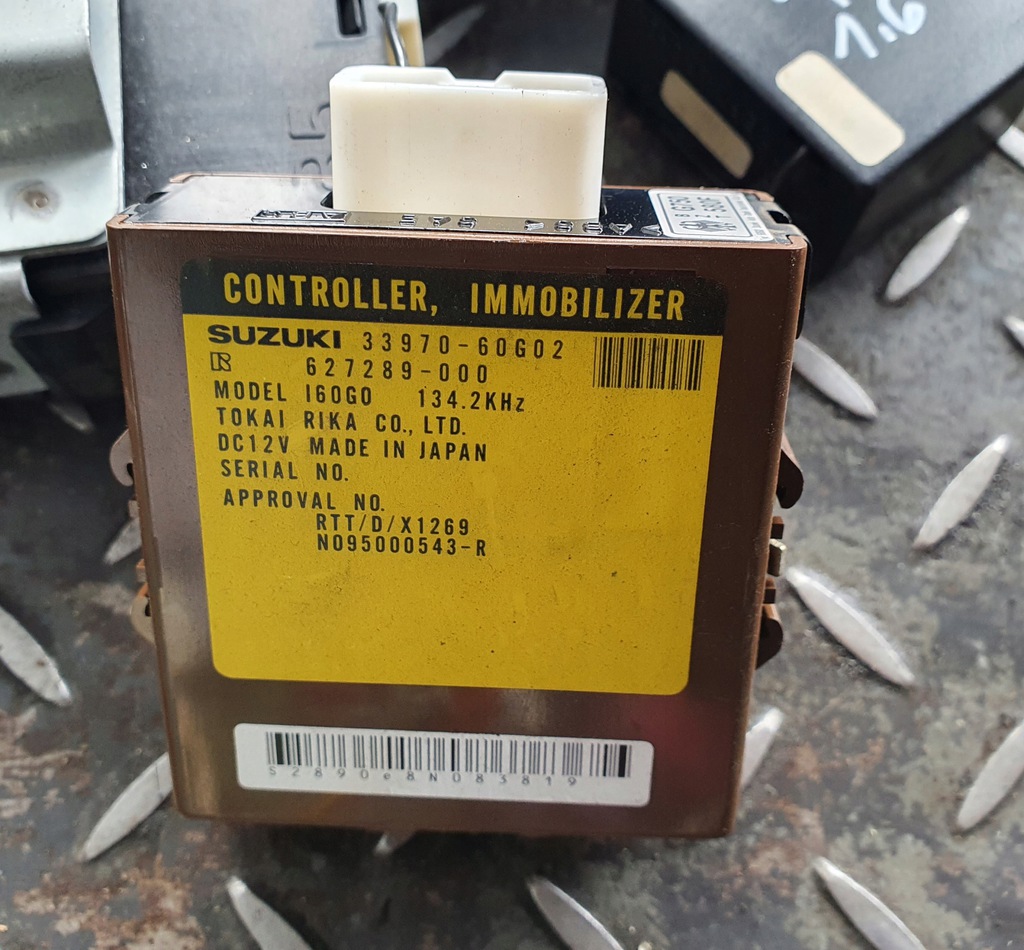 CONTROLLER, IMMOBILIZER
SUZUKI 33970-60G02
R 627289-000
MODEL I60G0 134.2KHz
TOKAI RIKA CO., LTD.
DC12V MADE IN JAPAN
SERIAL NO.
APPROVAL NO.
RTT/D/X1269
N095000543-R
S2890e8N083819